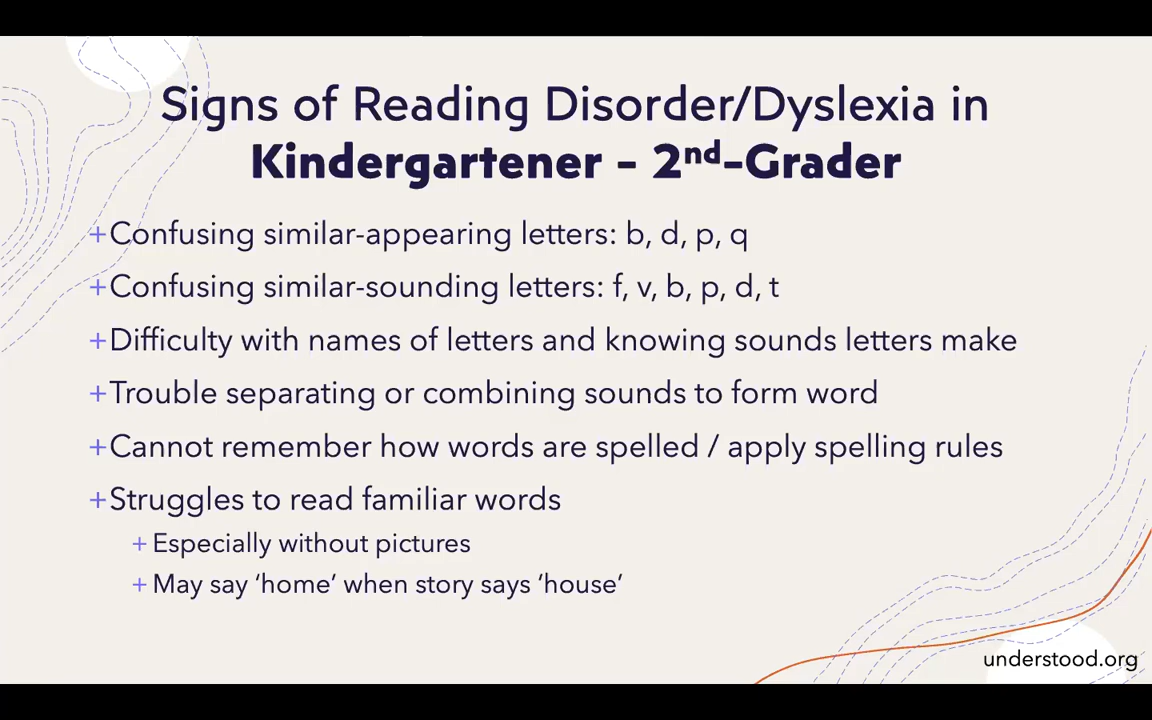 Signs of Reading Disorder/Dyslexia in
Kindergartener - 2nd-Grader
+Confusing similar-appearing letters: b, d, p, q
+Confusing similar-sounding letters: f, v, b, p, d, t
+Difficulty with names of letters and knowing sounds letters make
+Trouble separating or combining sounds to form word
+Cannot remember how words are spelled / apply spelling rules
+Struggles to read familiar words
+Especially without pictures
+May say ‘home’ when story says ‘house’
understood.org